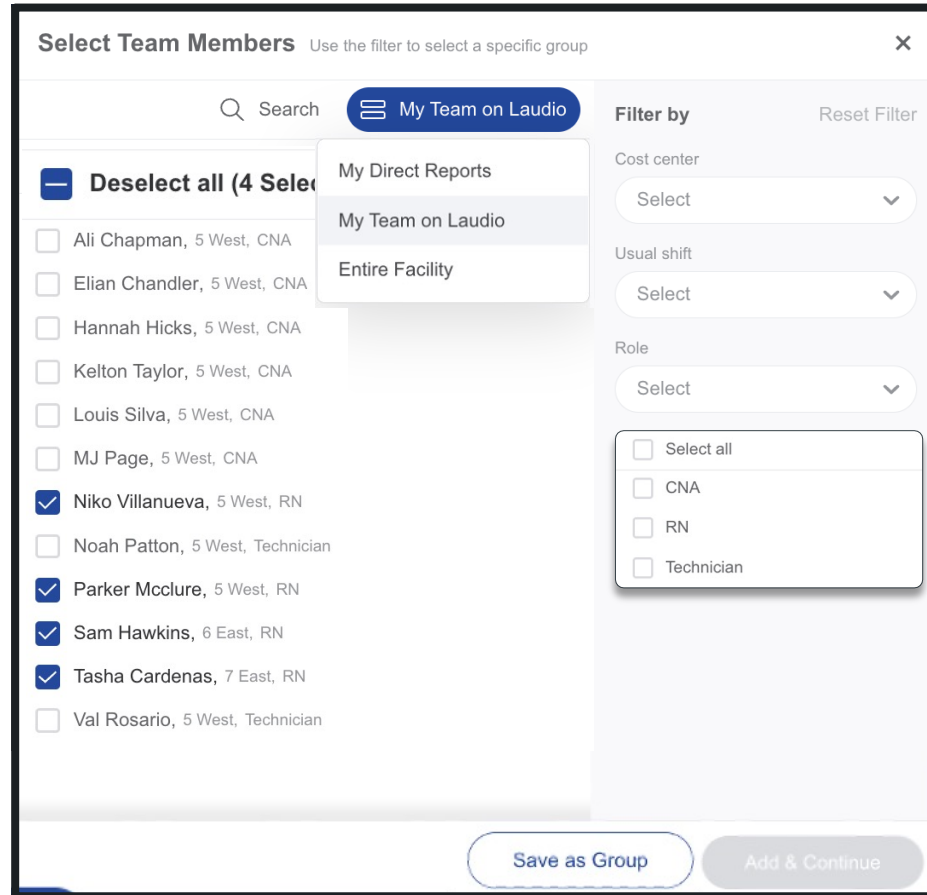 Select Team Members Use the filter to select a specific group
Search My Team on Laudio
My Direct Reports
My Team on Laudio
Entire Facility
Deselect all (4 Selec
Ali Chapman, 5 West, CNA
Elian Chandler, 5 West, CNA
Hannah Hicks, 5 West, CNA
Kelton Taylor, 5 West, CNA
Louis Silva, 5 West, CNA
MJ Page, 5 West, CNA
Niko Villanueva, 5 West, RN
Noah Patton, 5 West, Technician
Parker Mcclure, 5 West, RN
Sam Hawkins, 6 East, RN
Tasha Cardenas, 7 East, RN
Val Rosario, 5 West, Technician
Filter by Reset Filter
Cost center
Select
Usual shift
Select
Role
Select
Select all
CNA
RN
Technician
Save as Group Add & Continue